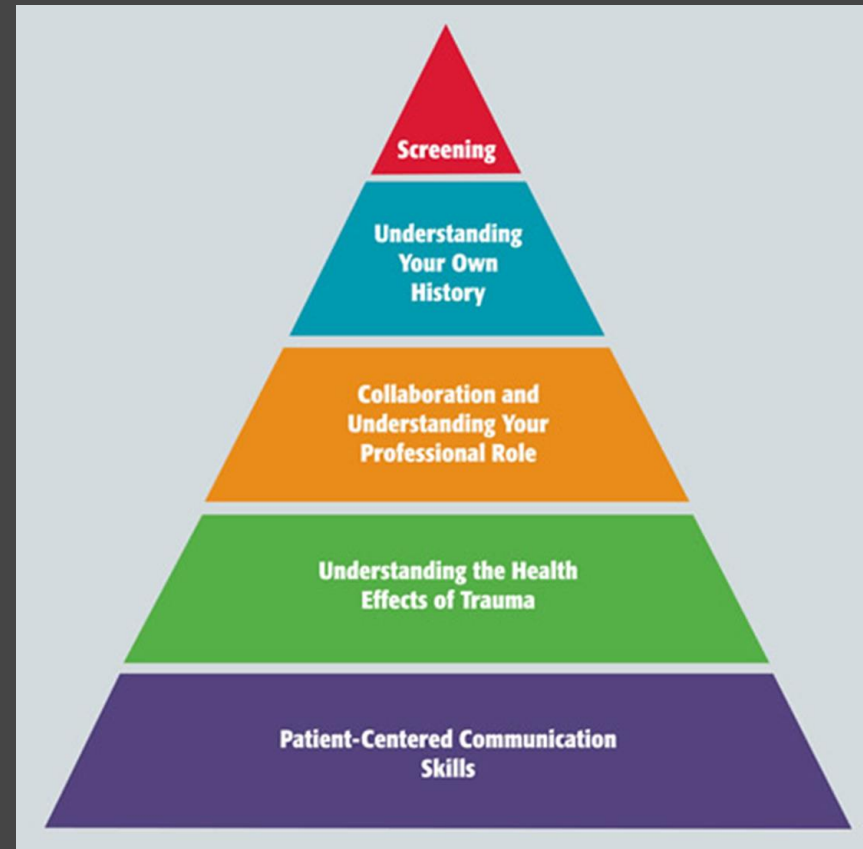 Screening
Understanding
Your Own
History
Collaboration and
Understanding Your
Professional Role
Understanding the Health
Effects of Trauma
Patient-Centered Communication
Skills